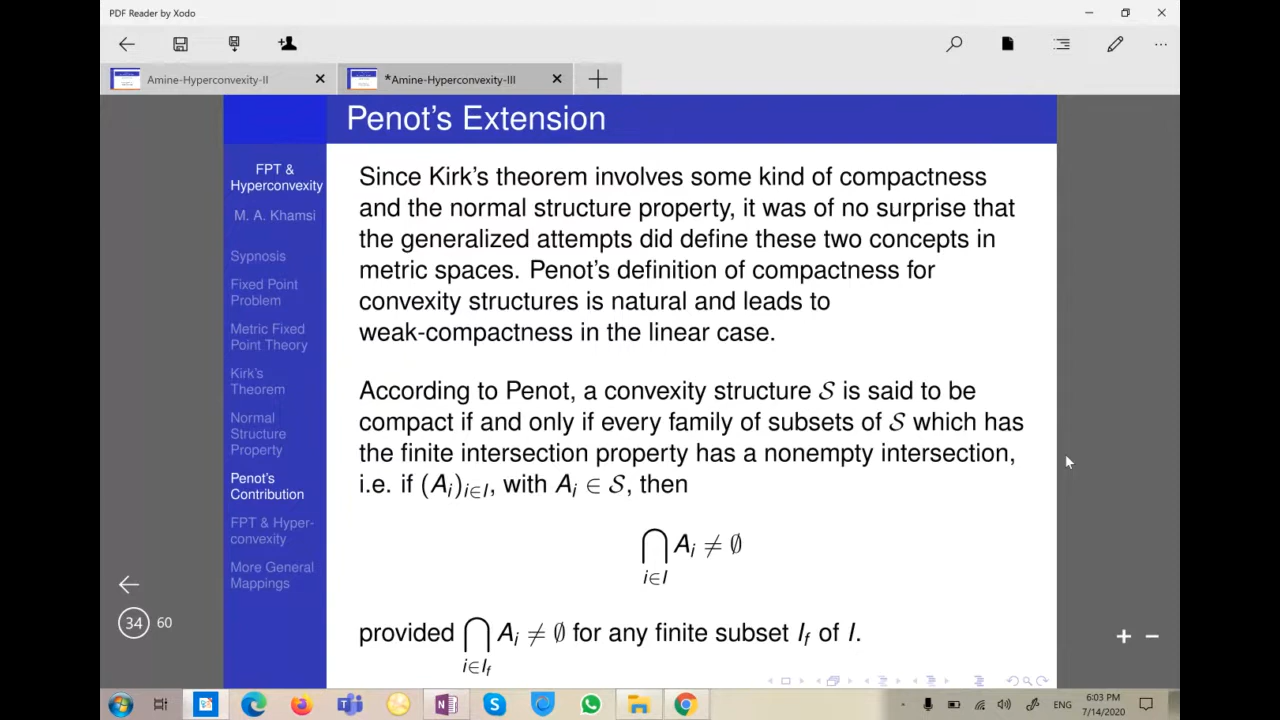 PDF Reader by Xodo
Amine-Hyperconvexity-II
*Amine-Hyperconvexity-III
Penot's Extension
FPT &
Hyperconvexity
M. A. Khamsi
Sypnosis
Fixed Point
Problem
Metric Fixed
Point Theory
Kirk's
Theorem
Normal
Structure
Property
Penot's
Contribution
FPT & Hyper-
convexity
More General
Mappings
Since Kirk's theorem involves some kind of compactness
and the normal structure property, it was of no surprise that
the generalized attempts did define these two concepts in
metric spaces. Penot's definition of compactness for
convexity structures is natural and leads to
weak-compactness in the linear case.
According to Penot, a convexity structure 𝒮 is said to be
compact if and only if every family of subsets of 𝒮 which has
the finite intersection property has a nonempty intersection,
i.e. if (Aᵢ)i∈I, with Aᵢ ∈ 𝒮, then
⋂ Aᵢ ≠ ∅
i∈I
provided ⋂ Aᵢ ≠ ∅ for any finite subset I_f of I.
i∈I_f
34 60
ENG
6:03 PM
7/14/2020